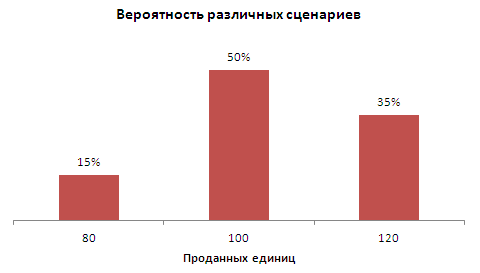 Вероятность различных сценариев
50%
35%
15%
80 100 120
Проданных единиц